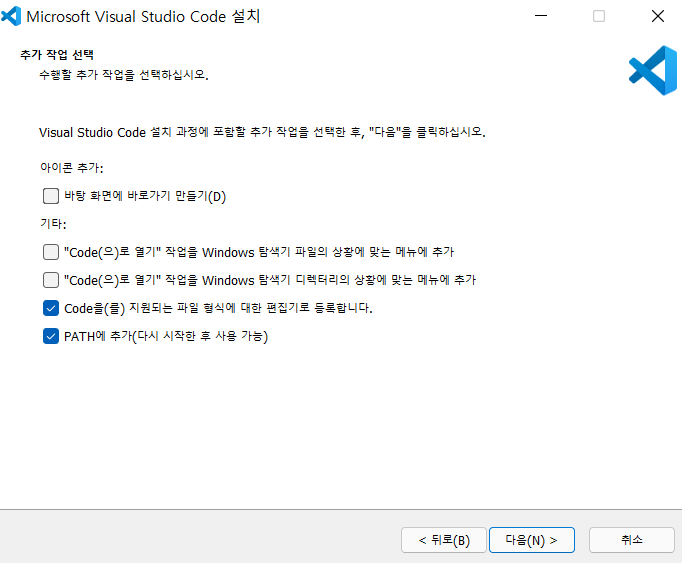 Microsoft Visual Studio Code 설치
추가 작업 선택
수행할 추가 작업을 선택하십시오.
Visual Studio Code 설치 과정에 포함할 추가 작업을 선택한 후, "다음"을 클릭하십시오.
아이콘 추가:
바탕 화면에 바로가기 만들기(D)
기타:
"Code(으)로 열기" 작업을 Windows 탐색기 파일의 상황에 맞는 메뉴에 추가
"Code(으)로 열기" 작업을 Windows 탐색기 디렉터리의 상황에 맞는 메뉴에 추가
Code을(를) 지원되는 파일 형식에 대한 편집기로 등록합니다.
PATH에 추가(다시 시작한 후 사용 가능)
< 뒤로(B) 다음(N) > 취소